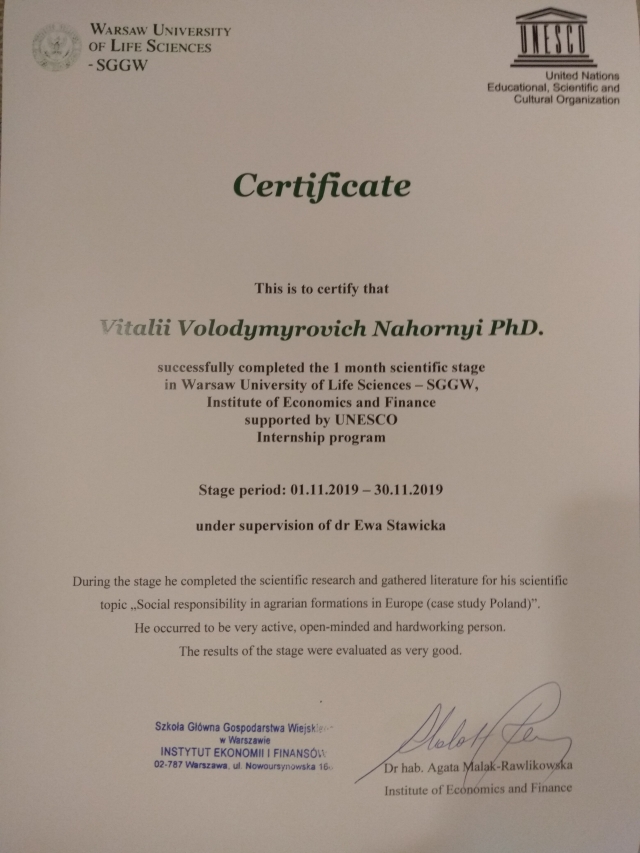 WARSAW UNIVERSITY
OF LIFE SCIENCES
- SGGW
UNESCO
United Nations
Educational, Scientific and
Cultural Organization
Certificate
This is to certify that
Vitalii Volodymyrovich Nahornyi PhD.
successfully completed the 1 month scientific stage
in Warsaw University of Life Sciences – SGGW,
Institute of Economics and Finance
supported by UNESCO
Internship program
Stage period: 01.11.2019 – 30.11.2019
under supervision of dr Ewa Stawicka
During the stage he completed the scientific research and gathered literature for his scientific
topic „Social responsibility in agrarian formations in Europe (case study Poland)”.
He occurred to be very active, open-minded and hardworking person.
The results of the stage were evaluated as very good.
Szkoła Główna Gospodarstwa
w Warszawie
INSTYTUT EKONOMII I FINANSÓW
02-787 Warszawa, ul. Nowoursynowska
Dr hab. Agata Malak-Rawlikowska
Institute of Economics and Finance